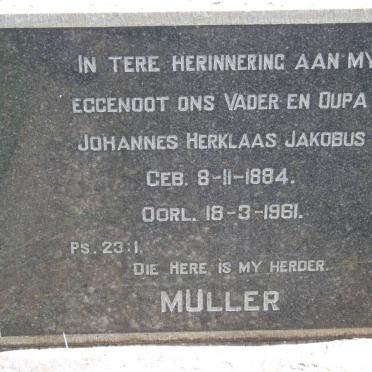 IN TERE HERINNERING AAN MY
EGGENOOT ONS VADER EN OUPA
JOHANNES HERKLAAS JAKOBUS
GEB. 8-11-1884.
OORL. 18-3-1961.
PS. 23:1.
DIE HERE IS MY HERDER.
MULLER